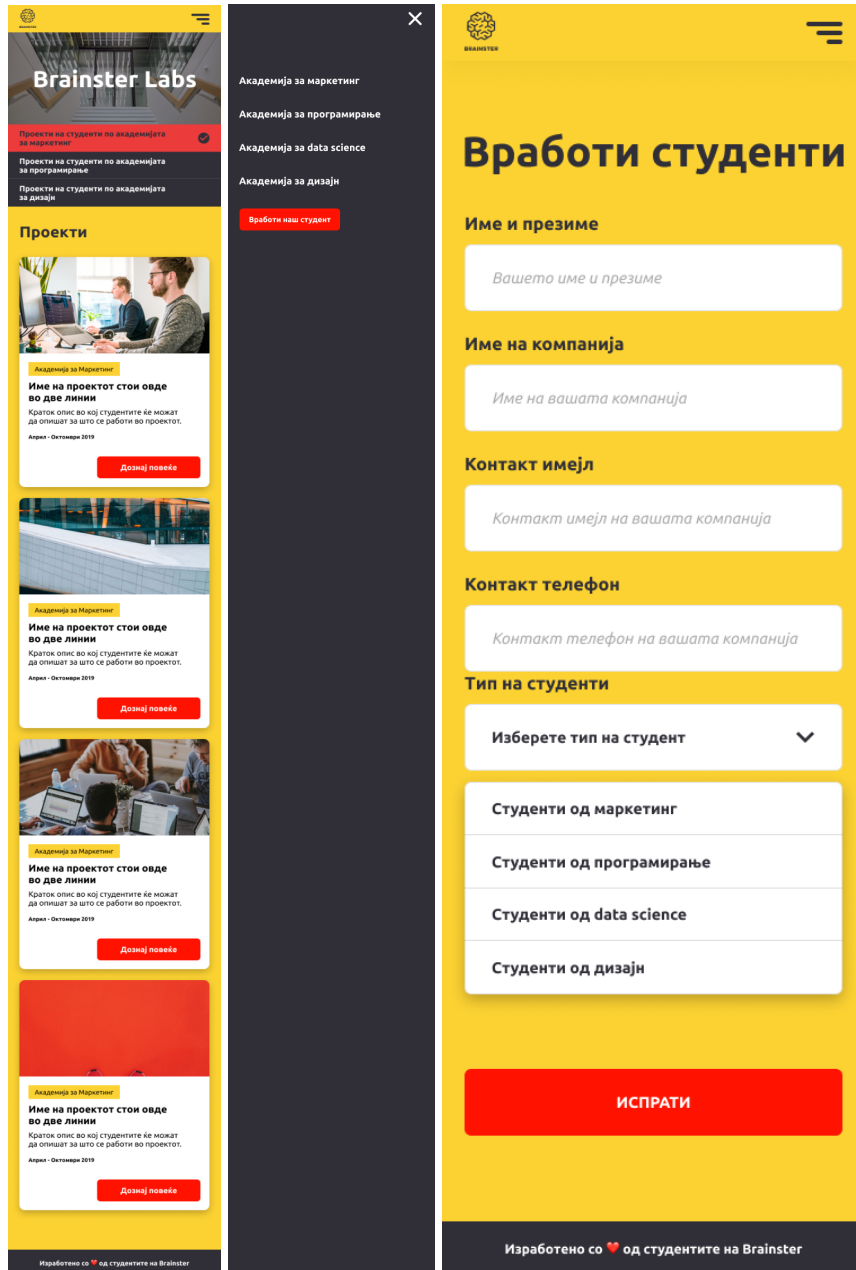 BRAINSTER
Brainster Labs
Проекти на студенти по академијата
за маркетинг
Проекти на студенти по академијата
за програмирање
Проекти на студенти по академијата
за дизајн
Проекти
Академија за Маркетинг
Име на проектот стои овде
во две линии
Краток опис во кој студентите ќе можат
да опишат за што се работи во проектот.
Април - Октомври 2019
Дознај повеќе
Академија за Маркетинг
Име на проектот стои овде
во две линии
Краток опис во кој студентите ќе можат
да опишат за што се работи во проектот.
Април - Октомври 2019
Дознај повеќе
Академија за Маркетинг
Име на проектот стои овде
во две линии
Краток опис во кој студентите ќе можат
да опишат за што се работи во проектот.
Април - Октомври 2019
Дознај повеќе
Академија за Маркетинг
Име на проектот стои овде
во две линии
Краток опис во кој студентите ќе можат
да опишат за што се работи во проектот.
Април - Октомври 2019
Дознај повеќе
Изработено со ❤ од студентите на Brainster
Академија за маркетинг
Академија за програмирање
Академија за data science
Академија за дизајн
Вработи наш студент
BRAINSTER
Вработи студенти
Име и презиме
Вашето име и презиме
Име на компанија
Име на вашата компанија
Контакт имејл
Контакт имејл на вашата компанија
Контакт телефон
Контакт телефон на вашата компанија
Тип на студенти
Изберете тип на студент
Студенти од маркетинг
Студенти од програмирање
Студенти од data science
Студенти од дизајн
ИСПРАТИ
Изработено со ❤ од студентите на Brainster